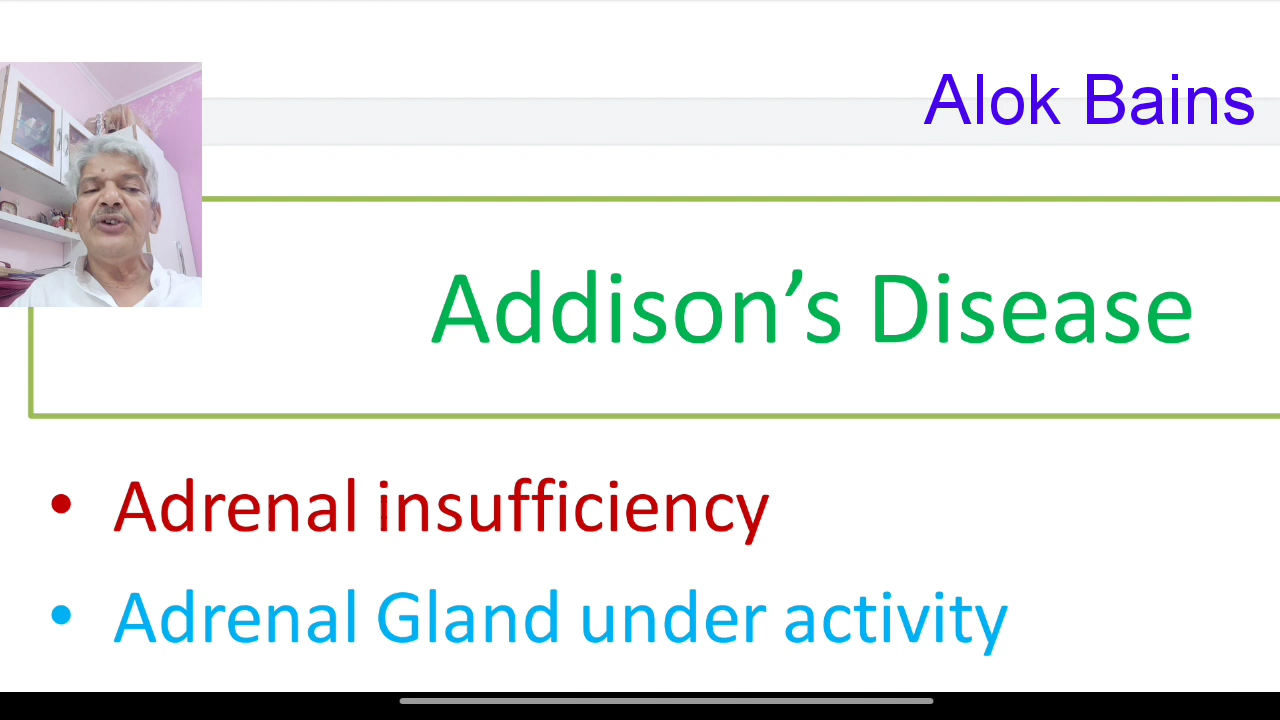 Alok Bains
Addison’s Disease
• Adrenal insufficiency
• Adrenal Gland under activity